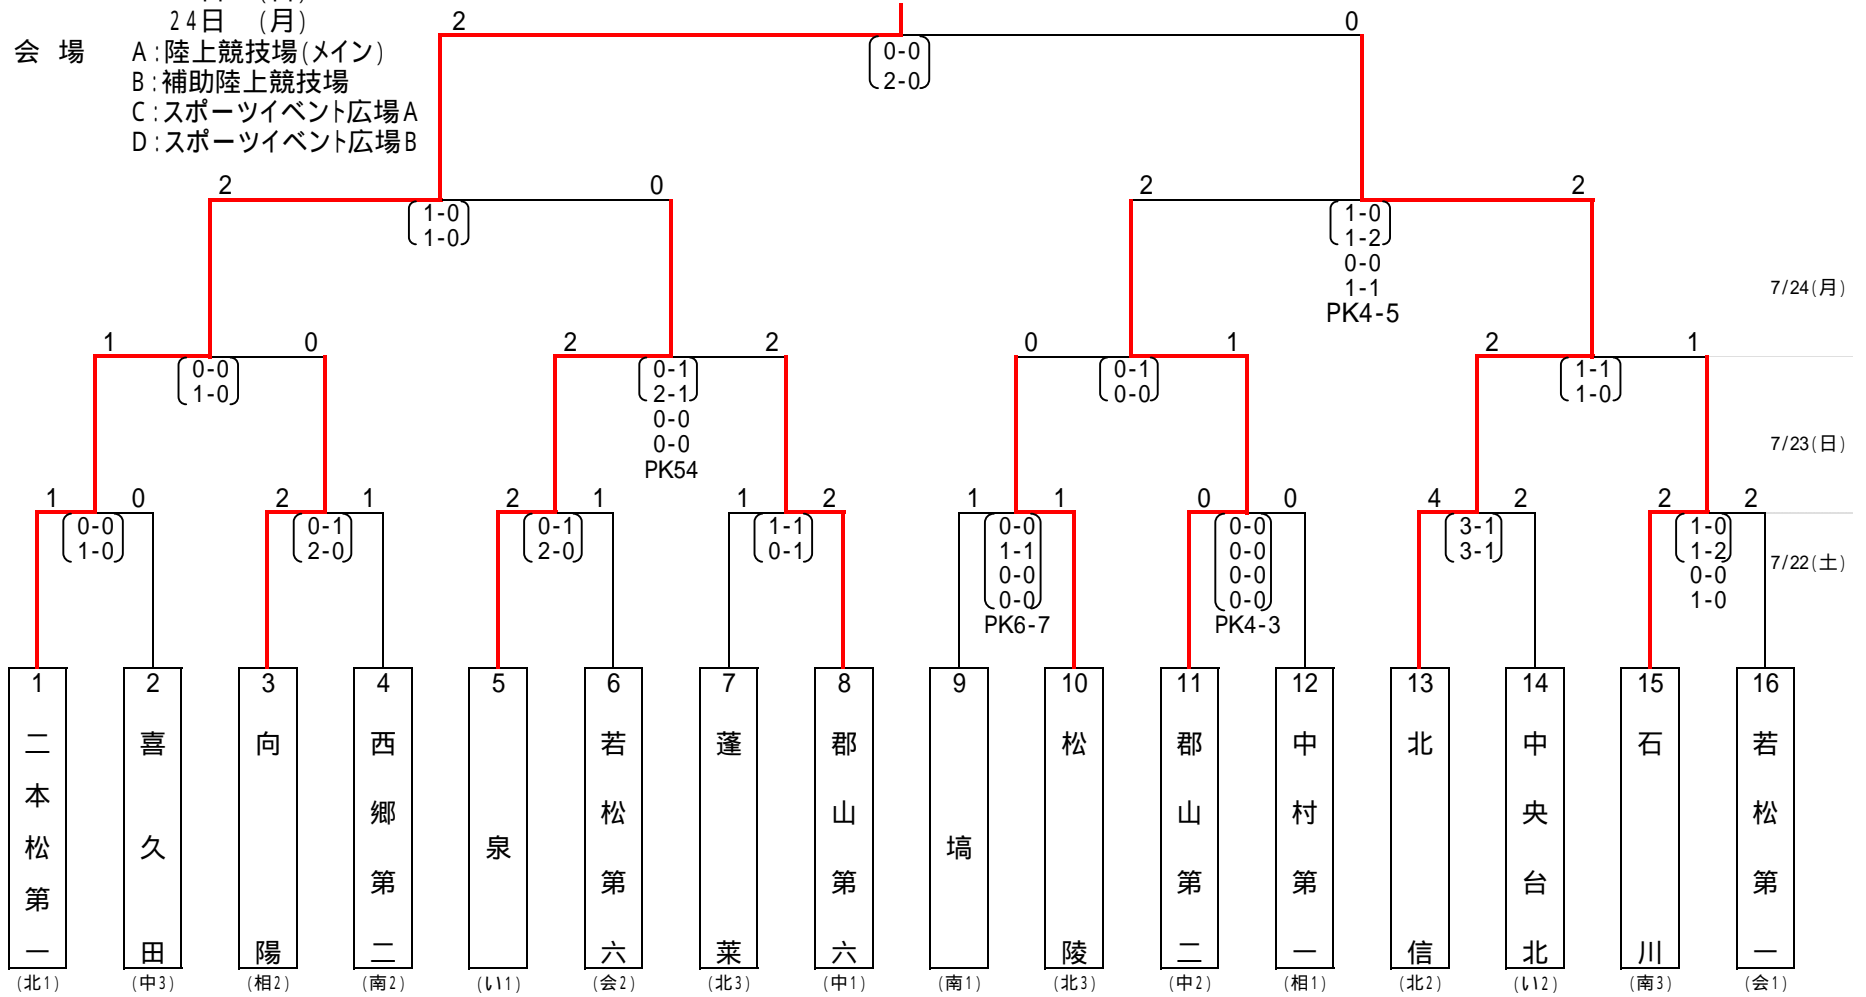 24日 (月)
会場 A:陸上競技場(メイン)
B:補助陸上競技場
C:スポーツイベント広場A
D:スポーツイベント広場B
2 0
0-0
2-0
2 0 2 2
1-0 1-0
1-0 1-2
0-0
1-1
PK4-5
7/24(月)
1 0 2 2 0 1 2 1
0-0 0-1 0-1 1-1
1-0 2-1 0-0 1-0
0-0
0-0
PK54
7/23(日)
1 0 2 1 2 1 1 2 1 1 0 0 4 2 2 2
0-0 0-1 0-1 1-1 0-0 0-0 3-1 1-0
1-0 2-0 2-0 0-1 1-1 0-0 3-1 1-2
7/22(土)
0-0 0-0 0-0
0-0 0-0 1-0
PK6-7 PK4-3
1 2 3 4 5 6 7 8 9 10 11 12 13 14 15 16
二本松第一
喜久田
向陽
西郷第二
泉
若松第六
蓬莱
郡山第六
塙
松陵
郡山第二
中村第一
北信
中央台北
石川
若松第一
(北1) (中3) (相2) (南2) (い1) (会2) (北3) (中1) (南1) (北3) (中2) (相1) (北2) (い2) (南3) (会1)